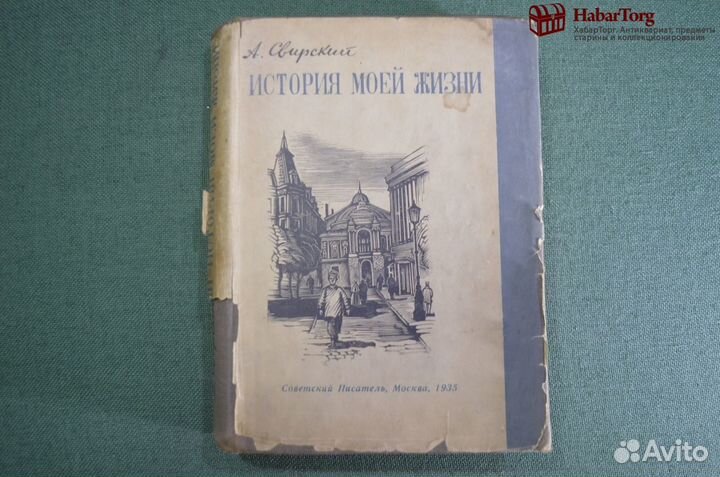 HabarTorg
ХабарТорг. Антиквариат, предметы
старины и коллекционирования
А. Свирский
ИСТОРИЯ МОЕЙ ЖИЗНИ
Советский Писатель, Москва, 1935
Avito